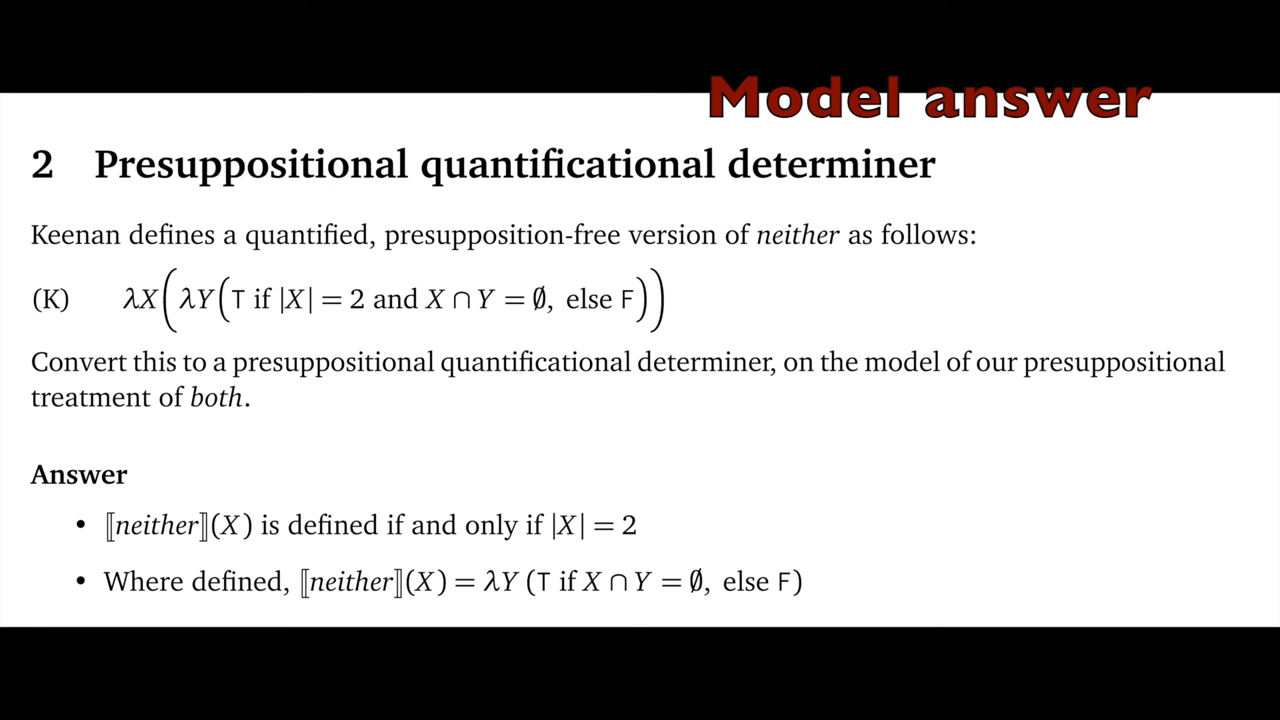 Model answer
2 Presuppositional quantificational determiner
Keenan defines a quantified, presupposition-free version of neither as follows:
(K) λX(λY(T if |X| = 2 and X ∩ Y = ∅, else F))
Convert this to a presuppositional quantificational determiner, on the model of our presuppositional
treatment of both.
Answer
• ⟦neither⟧(X) is defined if and only if |X| = 2
• Where defined, ⟦neither⟧(X) = λY (T if X ∩ Y = ∅, else F)